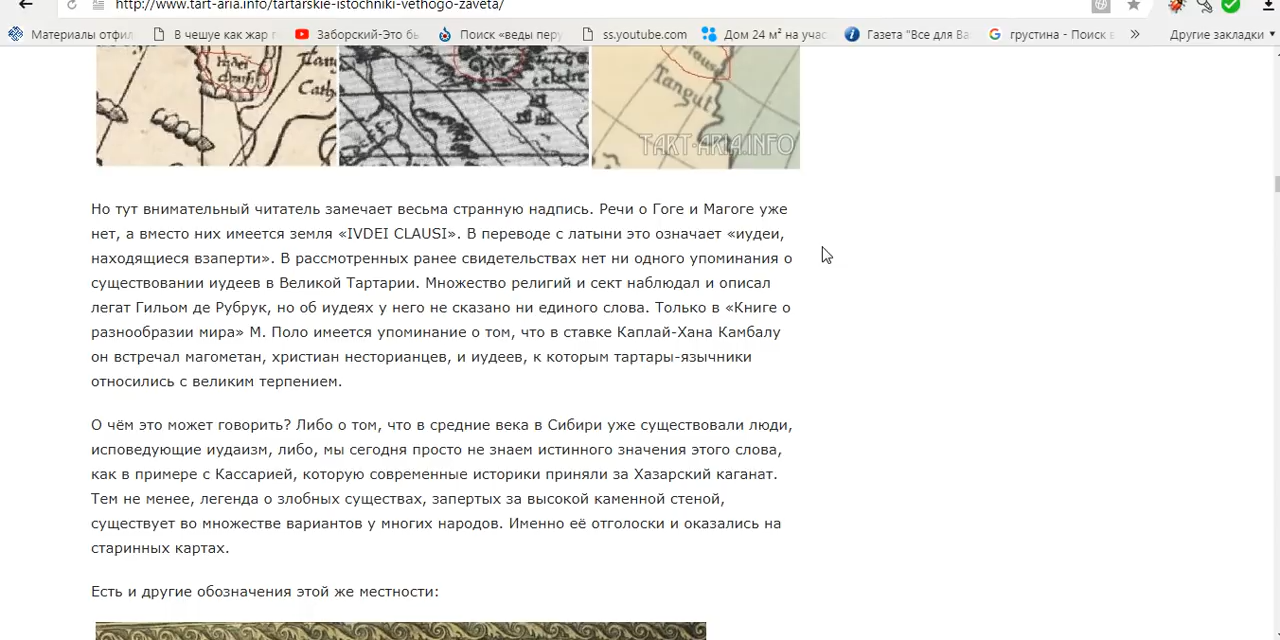 http://www.tart-aria.info/tartarskie-istochniki-vethogo-zaveta/
Материалы отфил В чешуе как жар г Заборский-Это бы Поиск «веды перу ss.youtube.com Дом 24 м² на учас Газета "Все для Ва грустина - Поиск в » Другие закладки
Tangut
TART-ARIA.INFO
Но тут внимательный читатель замечает весьма странную надпись. Речи о Гоге и Магоге уже
нет, а вместо них имеется земля «IVDEI CLAUSI». В переводе с латыни это означает «иудеи,
находящиеся взаперти». В рассмотренных ранее свидетельствах нет ни одного упоминания о
существовании иудеев в Великой Тартарии. Множество религий и сект наблюдал и описал
легат Гильом де Рубрук, но об иудеях у него не сказано ни единого слова. Только в «Книге о
разнообразии мира» М. Поло имеется упоминание о том, что в ставке Каплай-Хана Камбалу
он встречал магометан, христиан несторианцев, и иудеев, к которым тартары-язычники
относились с великим терпением.
О чём это может говорить? Либо о том, что в средние века в Сибири уже существовали люди,
исповедующие иудаизм, либо, мы сегодня просто не знаем истинного значения этого слова,
как в примере с Кассарией, которую современные историки приняли за Хазарский каганат.
Тем не менее, легенда о злобных существах, запертых за высокой каменной стеной,
существует во множестве вариантов у многих народов. Именно её отголоски и оказались на
старинных картах.
Есть и другие обозначения этой же местности: